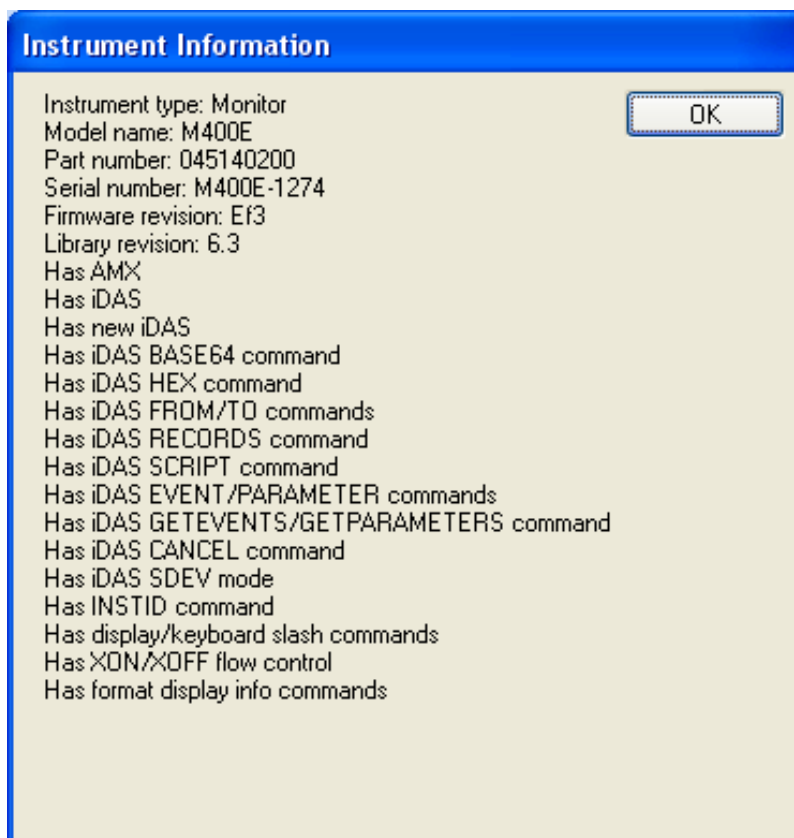 Instrument Information
Instrument type: Monitor
OK
Model name: M400E
Part number: 045140200
Serial number: M400E-1274
Firmware revision: Ef3
Library revision: 6.3
Has AMX
Has iDAS
Has new iDAS
Has iDAS BASE64 command
Has iDAS HEX command
Has iDAS FROM/TO commands
Has iDAS RECORDS command
Has iDAS SCRIPT command
Has iDAS EVENT/PARAMETER commands
Has iDAS GETEVENTS/GETPARAMETERS command
Has iDAS CANCEL command
Has iDAS SDEV mode
Has INSTID command
Has display/keyboard slash commands
Has XON/XOFF flow control
Has format display info commands